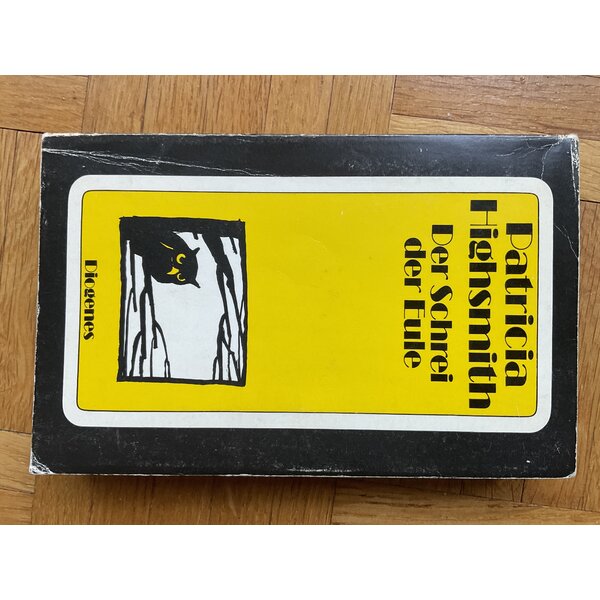 Patricia
Highsmith
Der Schrei
der Eule
Diogenes